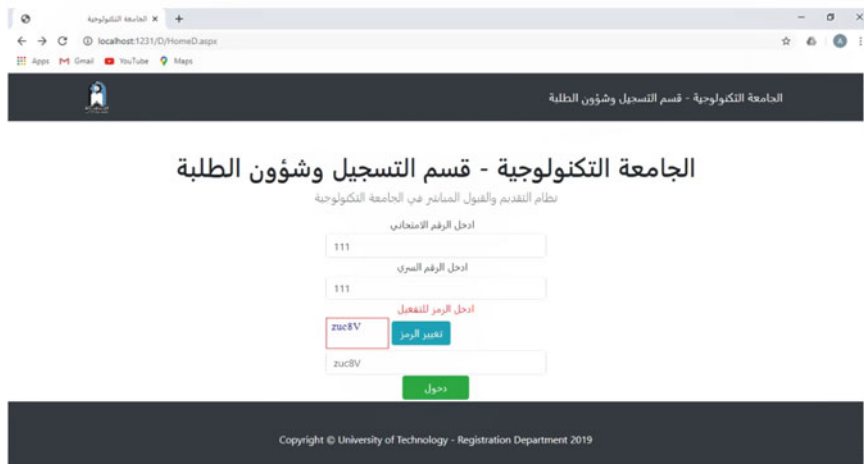 الجامعة التكنولوجية
localhost:1231/D/HomeD.aspx
Apps Gmail YouTube Maps
الجامعة التكنولوجية - قسم التسجيل وشؤون الطلبة
الجامعة التكنولوجية - قسم التسجيل وشؤون الطلبة
نظام التقديم والقبول المباشر في الجامعة التكنولوجية
ادخل الرقم الامتحاني
111
ادخل الرقم السري
111
ادخل الرمز للتفعيل
zuc8V تغيير الرمز
zuc8V
دخول
Copyright © University of Technology - Registration Department 2019